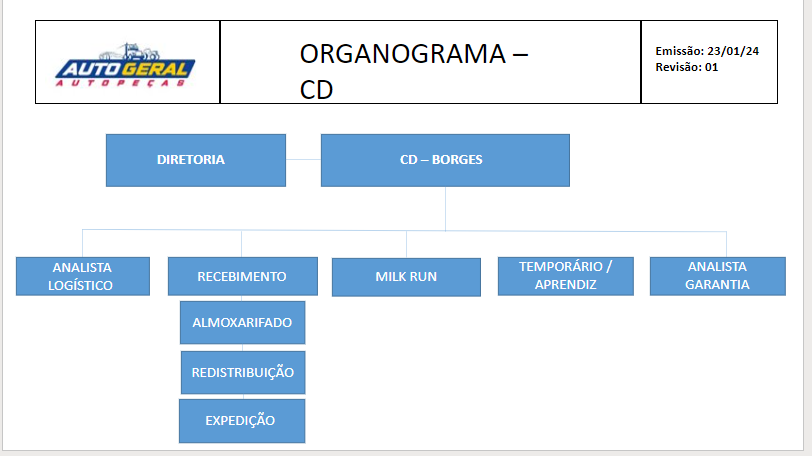 AUTO GERAL
AUTOPEÇAS
ORGANOGRAMA –
CD
Emissão: 23/01/24
Revisão: 01
DIRETORIA
CD – BORGES
ANALISTA
LOGÍSTICO
RECEBIMENTO
MILK RUN
TEMPORÁRIO /
APRENDIZ
ANALISTA
GARANTIA
ALMOXARIFADO
REDISTRIBUIÇÃO
EXPEDIÇÃO